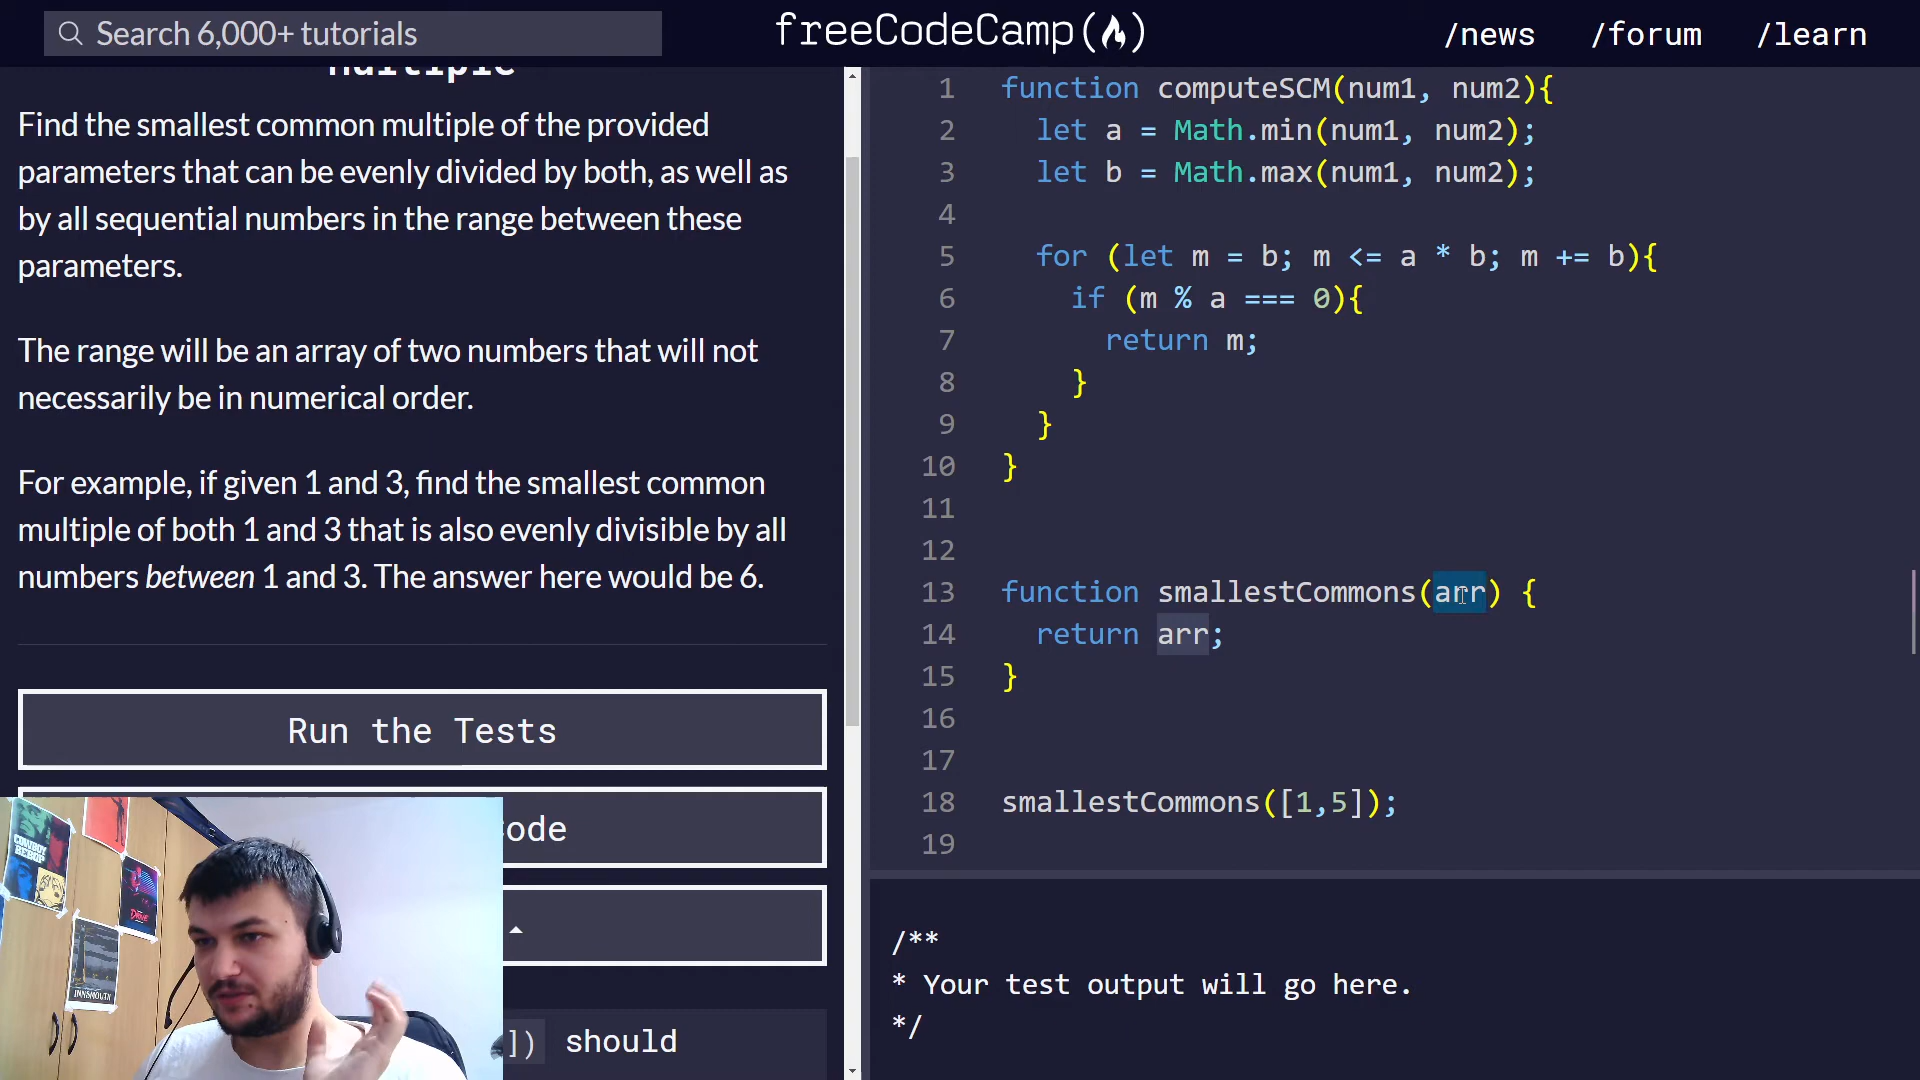 Search 6,000+ tutorials
freeCodeCamp
/news
/forum
/learn
Multiple
Find the smallest common multiple of the provided
parameters that can be evenly divided by both, as well as
by all sequential numbers in the range between these
parameters.
The range will be an array of two numbers that will not
necessarily be in numerical order.
For example, if given 1 and 3, find the smallest common
multiple of both 1 and 3 that is also evenly divisible by all
numbers between 1 and 3. The answer here would be 6.
Run the Tests
ode
]) should
COWBOY
BEBOP
INNSMOUTH
1 function computeSCM(num1, num2){
2 let a = Math.min(num1, num2);
3 let b = Math.max(num1, num2);
4
5 for (let m = b; m <= a * b; m += b){
6 if (m % a === 0){
7 return m;
8 }
9 }
10 }
11
12
13 function smallestCommons(arr) {
14 return arr;
15 }
16
17
18 smallestCommons([1,5]);
19
/**
* Your test output will go here.
*/